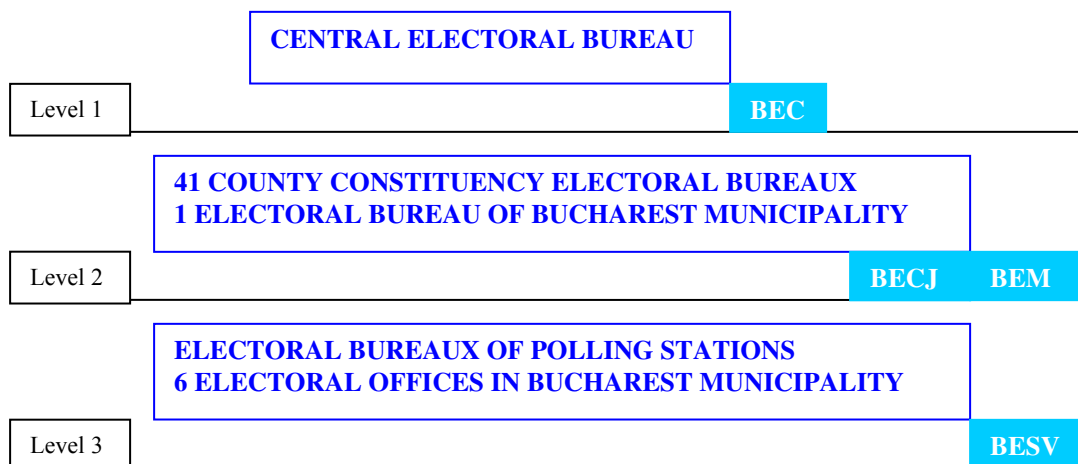 CENTRAL ELECTORAL BUREAU
Level 1
BEC
41 COUNTY CONSTITUENCY ELECTORAL BUREAUX
1 ELECTORAL BUREAU OF BUCHAREST MUNICIPALITY
Level 2
BECJ BEM
ELECTORAL BUREAUX OF POLLING STATIONS
6 ELECTORAL OFFICES IN BUCHAREST MUNICIPALITY
Level 3
BESV